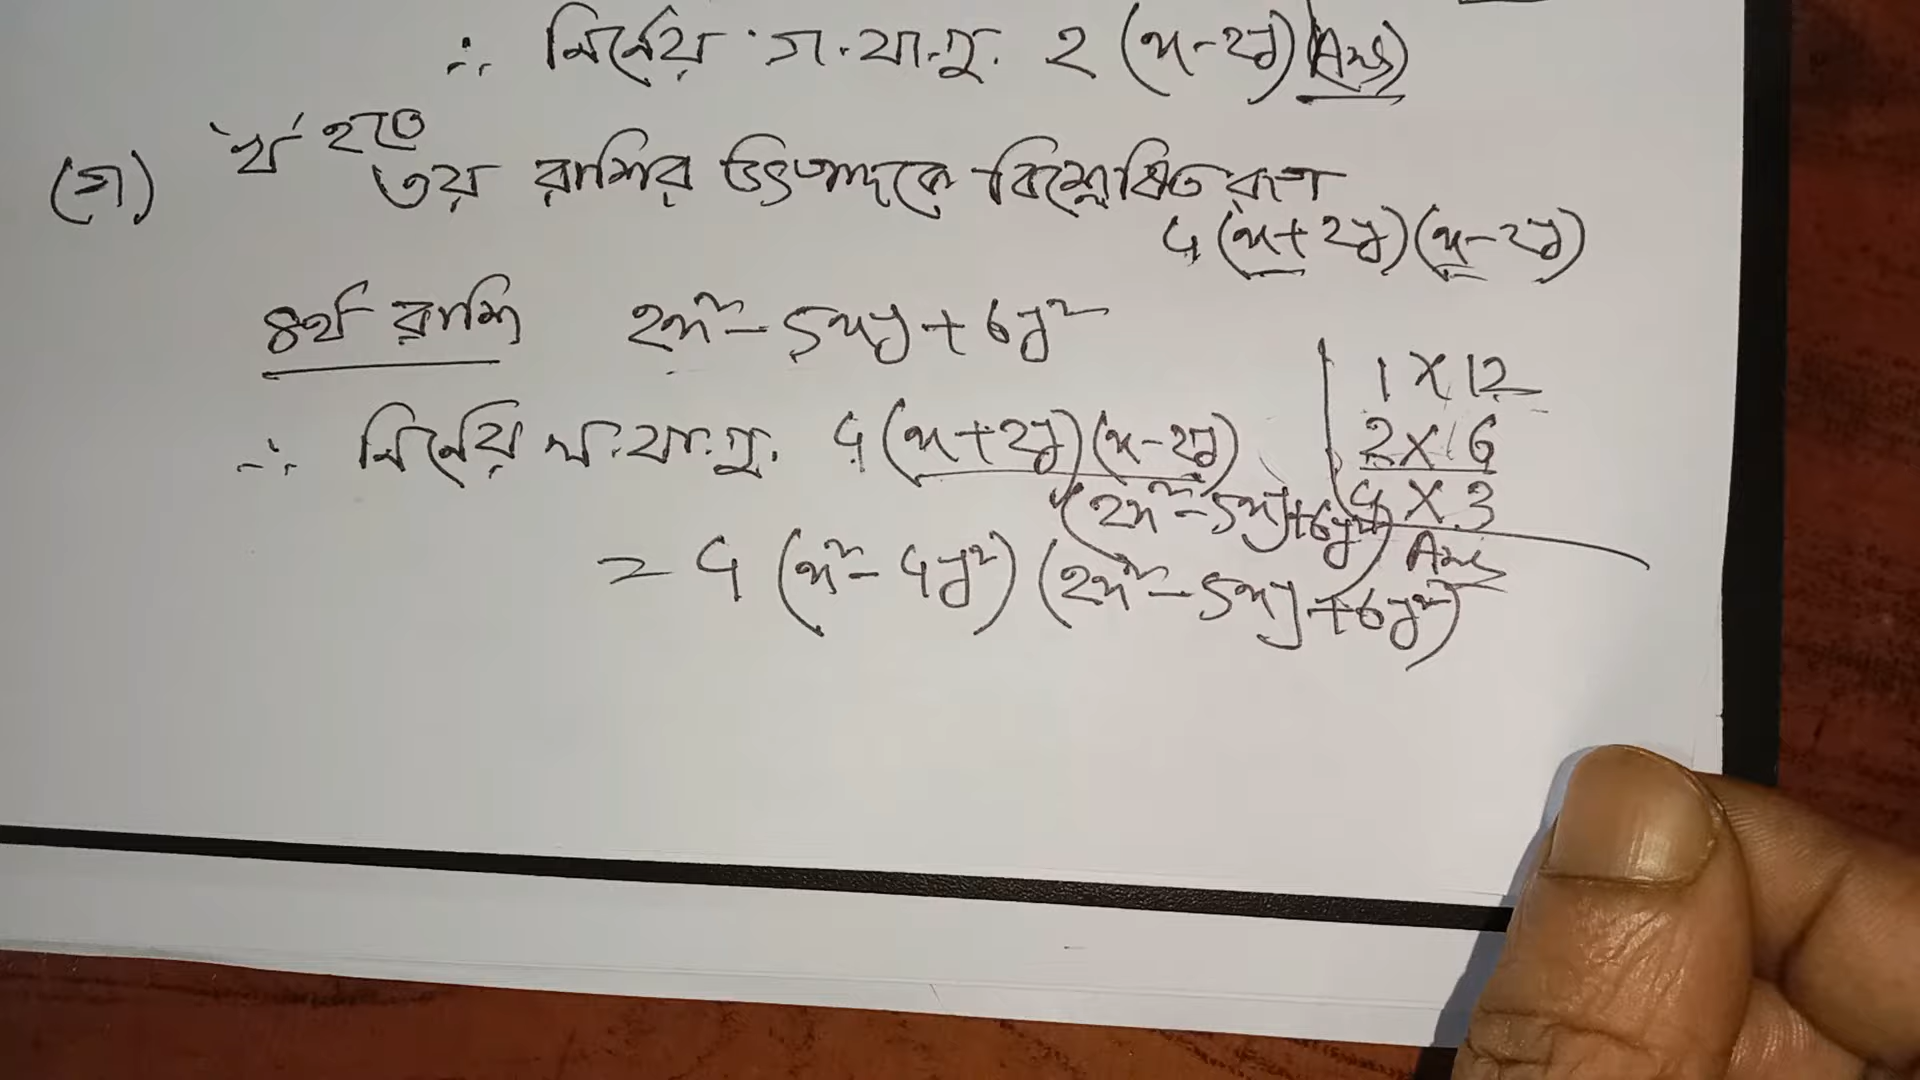 ∴ নির্ণেয় গ.সা.গু. 2 (x-2y) (Ans)
(গ) 'খ' হতে
৩য় রাশির উৎপাদকে বিশ্লেষিত রূপ
4 (x+2y)(x-2y)
৪র্থ রাশি 2x²-5xy+6y²
1×12
2×6
4×3
∴ নির্ণেয় ল.সা.গু. 4(x+2y)(x-2y)
(2x²-5xy+6y²)
= 4 (x²-4y²) (2x²-5xy+6y²) Ans